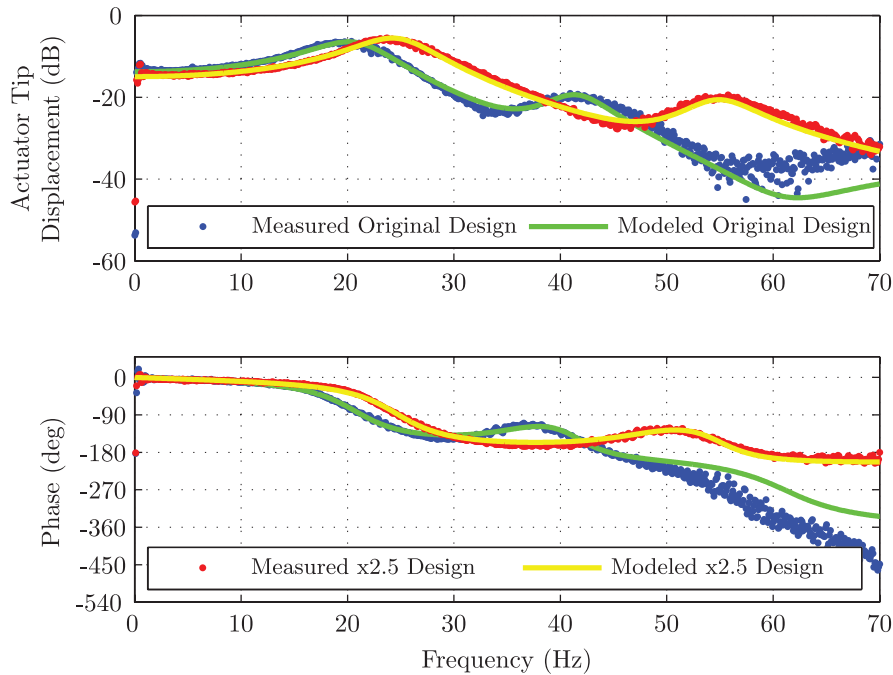 0
-20
-40
-60
Actuator Tip
Displacement (dB)
Measured Original Design
Modeled Original Design
0 10 20 30 40 50 60 70
0
-90
-180
-270
-360
-450
-540
Phase (deg)
Measured x2.5 Design
Modeled x2.5 Design
0 10 20 30 40 50 60 70
Frequency (Hz)